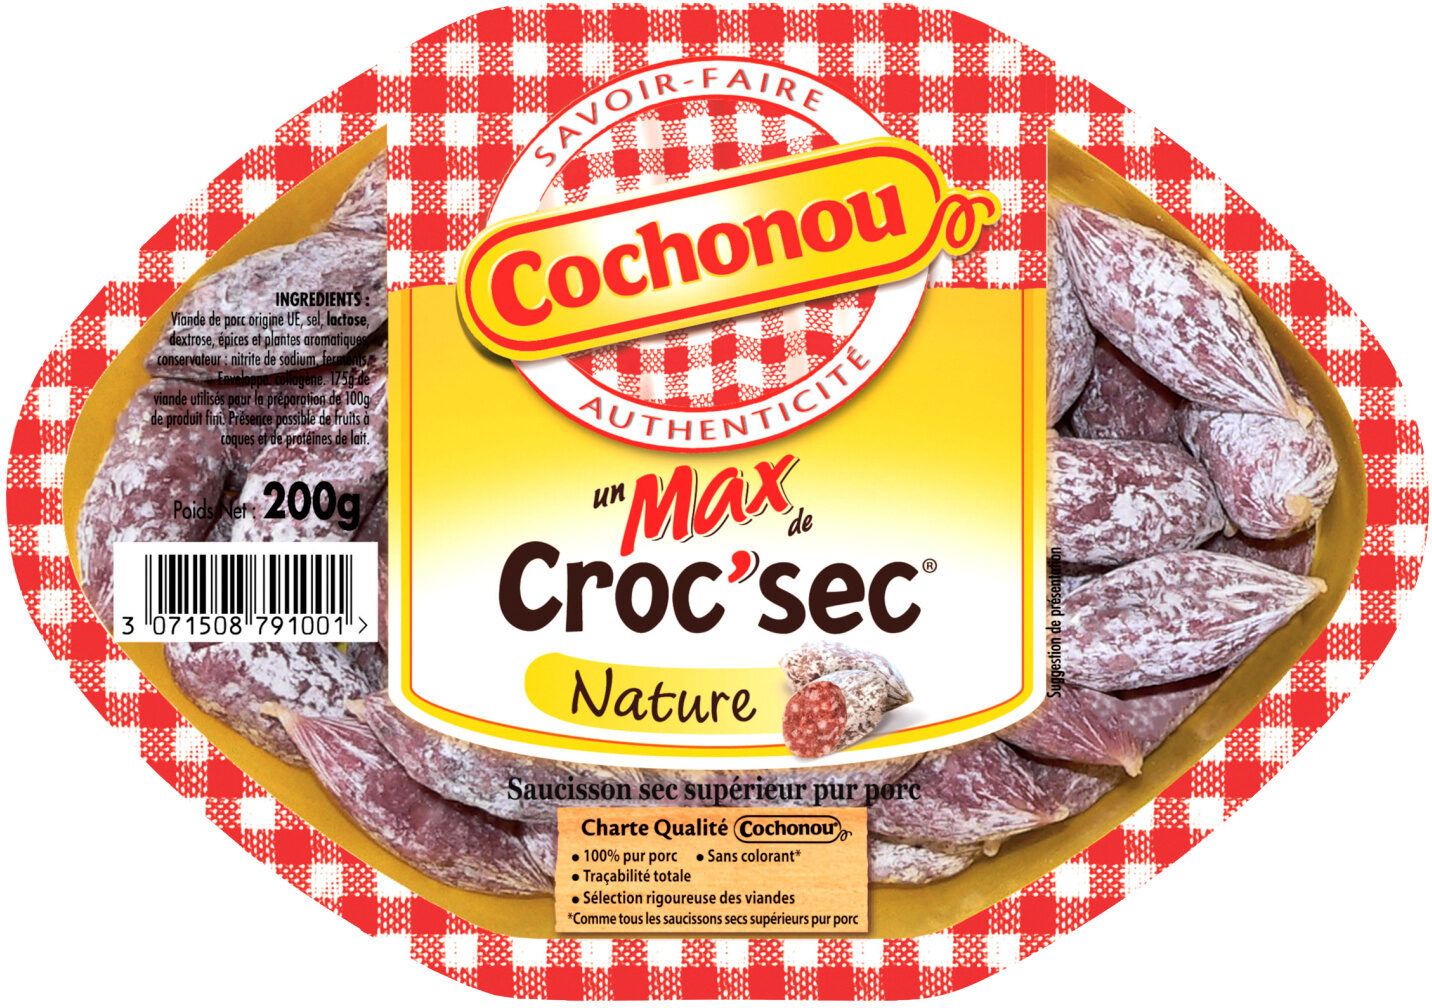 SAVOIR-FAIRE
Cochonou
AUTHENTICITÉ
INGREDIENTS :
Viande de porc origine UE, sel, lactose,
dextrose, épices et plantes aromatiques,
conservateur : nitrite de sodium, ferments.
Enveloppe: collagène. 175g de
viande utilisés pour la préparation de 100g
de produit fini. Présence possible de fruits à
coques et de protéines de lait.
Poids Net : 200g
3 071508 791001 >
un Max de
Croc'sec®
Nature
Suggestion de présentation
Saucisson sec supérieur pur porc
Charte Qualité Cochonou
• 100% pur porc • Sans colorant*
• Traçabilité totale
• Sélection rigoureuse des viandes
*Comme tous les saucissons secs supérieurs pur porc